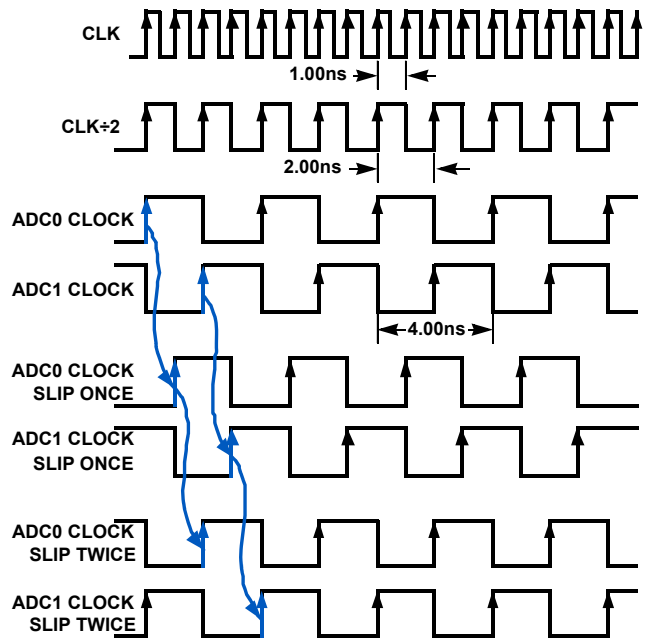 CLK
1.00ns
CLK÷2
2.00ns
ADC0 CLOCK
ADC1 CLOCK
4.00ns
ADC0 CLOCK
SLIP ONCE
ADC1 CLOCK
SLIP ONCE
ADC0 CLOCK
SLIP TWICE
ADC1 CLOCK
SLIP TWICE